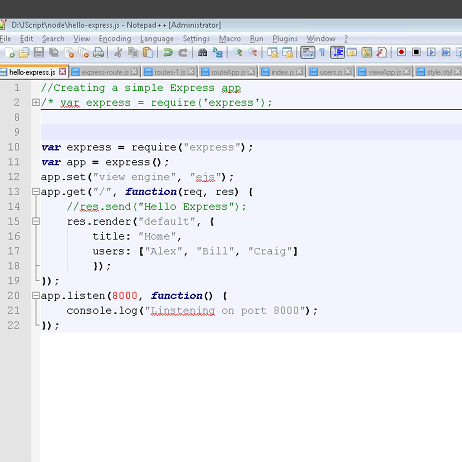 D:\JScript\node\hello-express.js - Notepad++ [Administrator]
File Edit Search View Encoding Language Settings Macro Run Plugins Window ?
hello-express.js express-route.js routes-1.js routeApp.js index.js users.js viewApp.js style.styl
1 //Creating a simple Express app
2 /* var express = require('express');
8
9
10 var express = require("express");
11 var app = express();
12 app.set("view engine", "ejs");
13 app.get("/", function(req, res) {
14 //res.send("Hello Express");
15 res.render("default", {
16 title: "Home",
17 users: ["Alex", "Bill", "Craig"]
18 });
19 });
20 app.listen(8000, function() {
21 console.log("Linstening on port 8000");
22 });